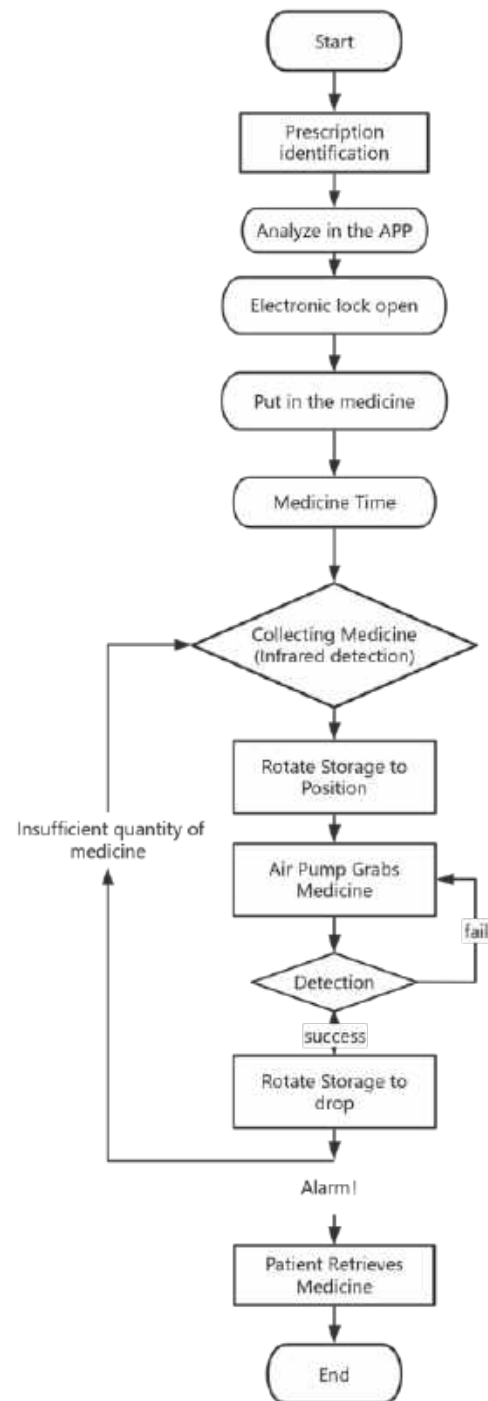 Start
Prescription
identification
Analyze in the APP
Electronic lock open
Put in the medicine
Medicine Time
Collecting Medicine
(Infrared detection)
Rotate Storage to
Position
Insufficient quantity of
medicine
Air Pump Grabs
Medicine
fail
Detection
success
Rotate Storage to
drop
Alarm!
Patient Retrieves
Medicine
End